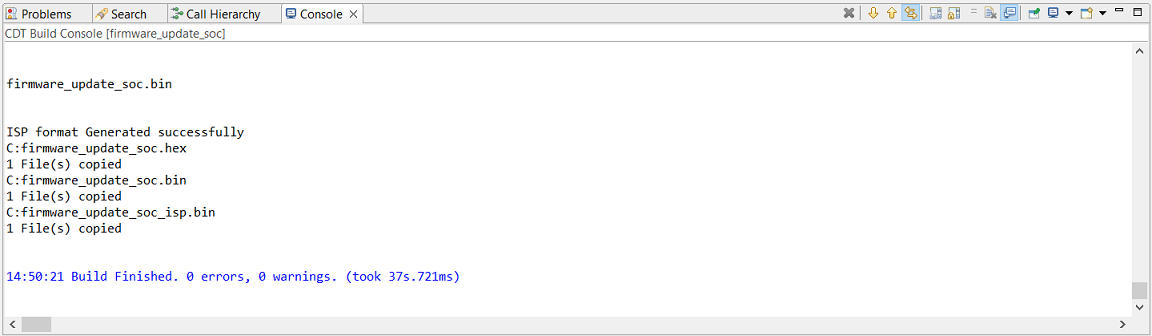 Problems Search Call Hierarchy Console
CDT Build Console [firmware_update_soc]
firmware_update_soc.bin
ISP format Generated successfully
C:firmware_update_soc.hex
1 File(s) copied
C:firmware_update_soc.bin
1 File(s) copied
C:firmware_update_soc_isp.bin
1 File(s) copied
14:50:21 Build Finished. 0 errors, 0 warnings. (took 37s.721ms)